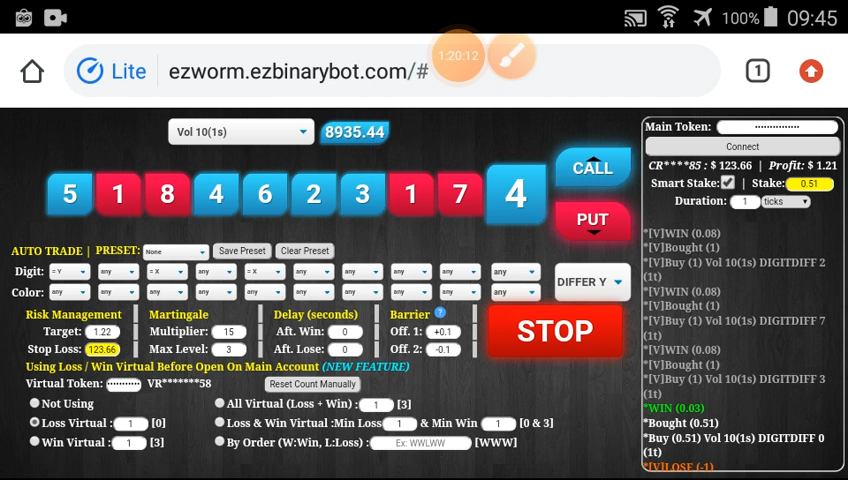 100% 09:45
1:20:12
Lite ezworm.ezbinarybot.com/# 1
Vol 10(1s) 8935.44
5 1 8 4 6 2 3 1 7 4
CALL
PUT
AUTO TRADE | PRESET: None Save Preset Clear Preset
Digit: = Y any = X any = X any any any any any
Color: any any any any any any any any any any
DIFFER Y
Risk Management Martingale Delay (seconds) Barrier ?
Target: 1.22 Multiplier: 15 Aft. Win: 0 Off. 1: +0.1
Stop Loss: 123.66 Max Level: 3 Aft. Lose: 0 Off. 2: -0.1
STOP
Using Loss / Win Virtual Before Open On Main Account (NEW FEATURE)
Virtual Token: ••••••••••• VR*******58 Reset Count Manually
Not Using All Virtual (Loss + Win) : 1 [3]
Loss Virtual : 1 [0] Loss & Win Virtual :Min Loss 1 & Min Win 1 [0 & 3]
Win Virtual : 1 [3] By Order (W:Win, L:Loss) : Ex: WWLWW [WWW]
Main Token: •••••••••••••••
Connect
CR****85 : $ 123.66 | Profit: $ 1.21
Smart Stake: | Stake: 0.51
Duration: 1 ticks
*[V]WIN (0.08)
*[V]Bought (1)
*[V]Buy (1) Vol 10(1s) DIGITDIFF 2
(1t)
*[V]WIN (0.08)
*[V]Bought (1)
*[V]Buy (1) Vol 10(1s) DIGITDIFF 7
(1t)
*[V]WIN (0.08)
*[V]Bought (1)
*[V]Buy (1) Vol 10(1s) DIGITDIFF 3
(1t)
*WIN (0.03)
*Bought (0.51)
*Buy (0.51) Vol 10(1s) DIGITDIFF 0
(1t)
*[V]LOSE (-1)